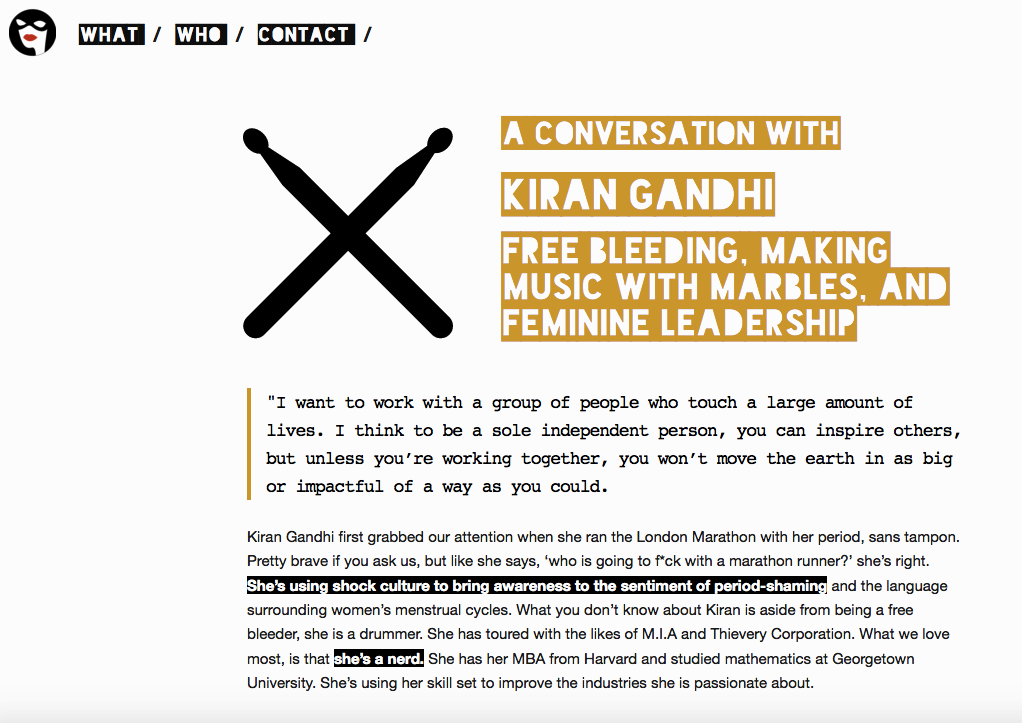 WHAT / WHO / CONTACT /
A CONVERSATION WITH
KIRAN GANDHI
FREE BLEEDING, MAKING
MUSIC WITH MARBLES, AND
FEMININE LEADERSHIP
"I want to work with a group of people who touch a large amount of
lives. I think to be a sole independent person, you can inspire others,
but unless you’re working together, you won’t move the earth in as big
or impactful of a way as you could.
Kiran Gandhi first grabbed our attention when she ran the London Marathon with her period, sans tampon.
Pretty brave if you ask us, but like she says, ‘who is going to f*ck with a marathon runner?’ she’s right.
She’s using shock culture to bring awareness to the sentiment of period-shaming and the language
surrounding women’s menstrual cycles. What you don’t know about Kiran is aside from being a free
bleeder, she is a drummer. She has toured with the likes of M.I.A and Thievery Corporation. What we love
most, is that she’s a nerd. She has her MBA from Harvard and studied mathematics at Georgetown
University. She’s using her skill set to improve the industries she is passionate about.